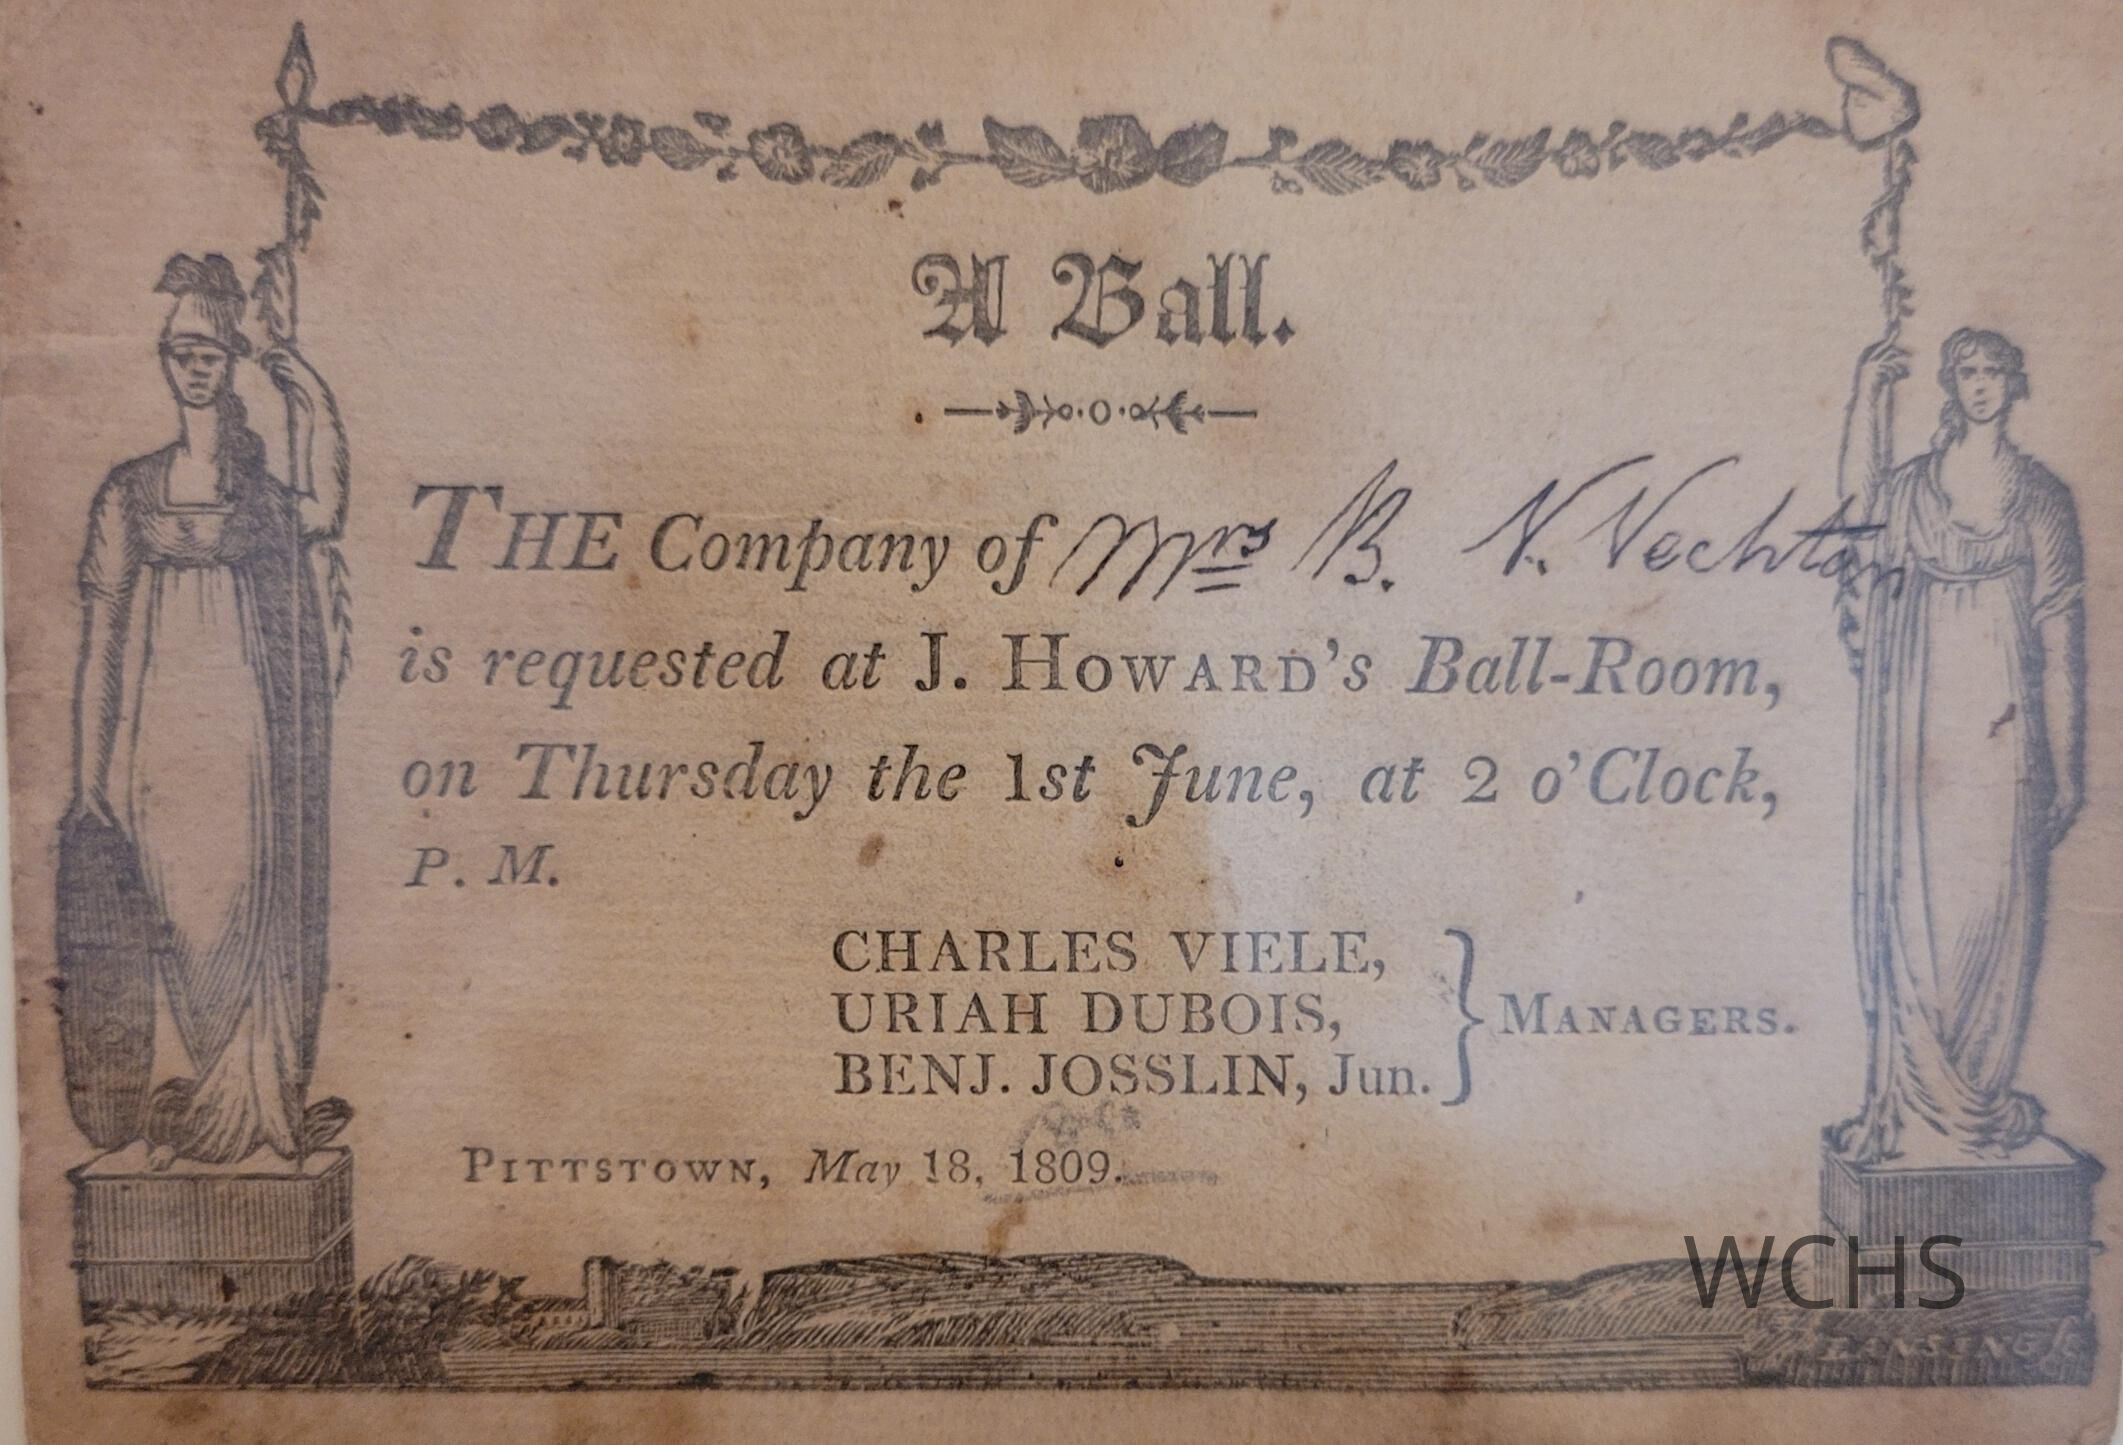 A Ball.
THE Company of Mrs B. V. Vechten
is requested at J. HOWARD's Ball-Room,
on Thursday the 1st June, at 2 o'Clock,
P. M.
CHARLES VIELE,
URIAH DUBOIS,
BENJ. JOSSLIN, Jun.
} MANAGERS.
PITTSTOWN, May 18, 1809.
WCHS
LANSING